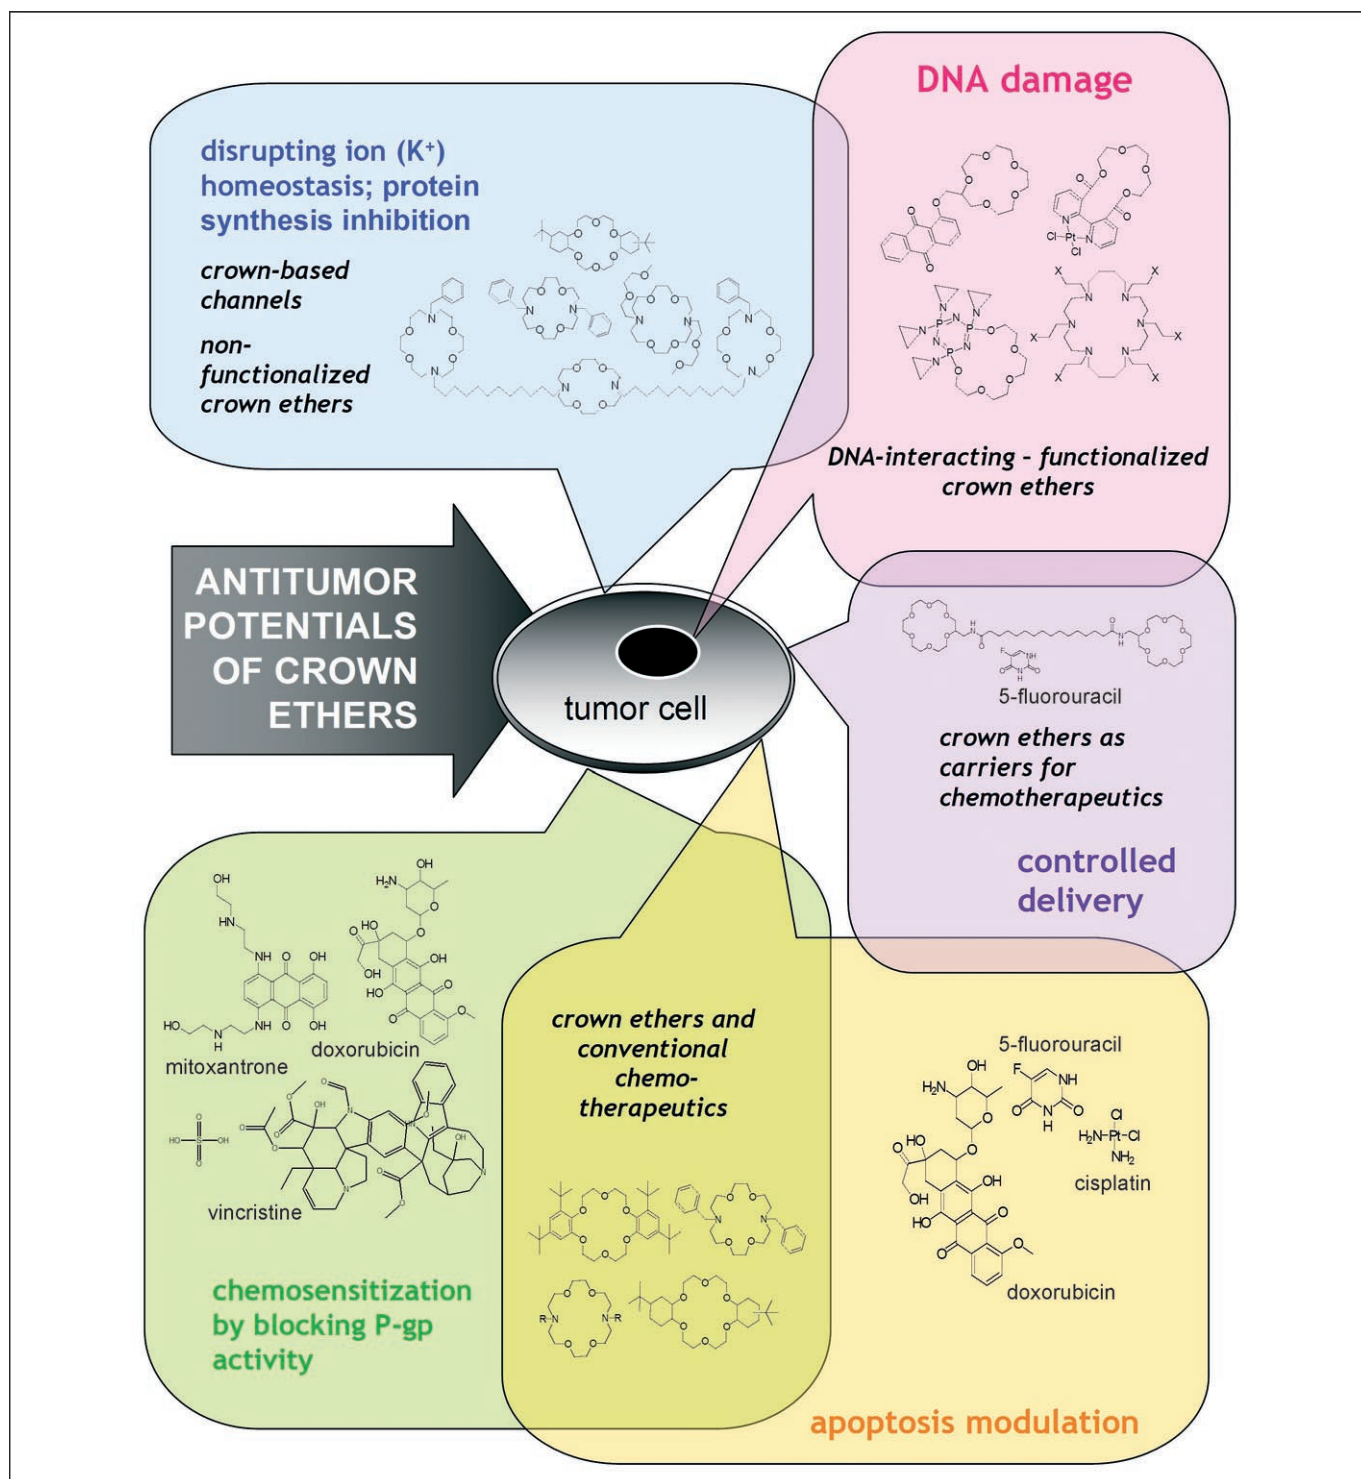 DNA damage
disrupting ion (K⁺)
homeostasis; protein
synthesis inhibition
crown-based
channels
non-
functionalized
crown ethers
DNA-interacting – functionalized
crown ethers
ANTITUMOR
POTENTIALS
OF CROWN
ETHERS
tumor cell
5-fluorouracil
crown ethers as
carriers for
chemotherapeutics
controlled
delivery
mitoxantrone
doxorubicin
vincristine
chemosensitization
by blocking P-gp
activity
crown ethers and
conventional
chemo-
therapeutics
5-fluorouracil
cisplatin
doxorubicin
apoptosis modulation